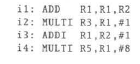 i1: ADD R1,R1,R2
i2: MULTI R3,R1,#1
i3: ADDI R1,R2,#1
i4: MULTI R5,R1,#8